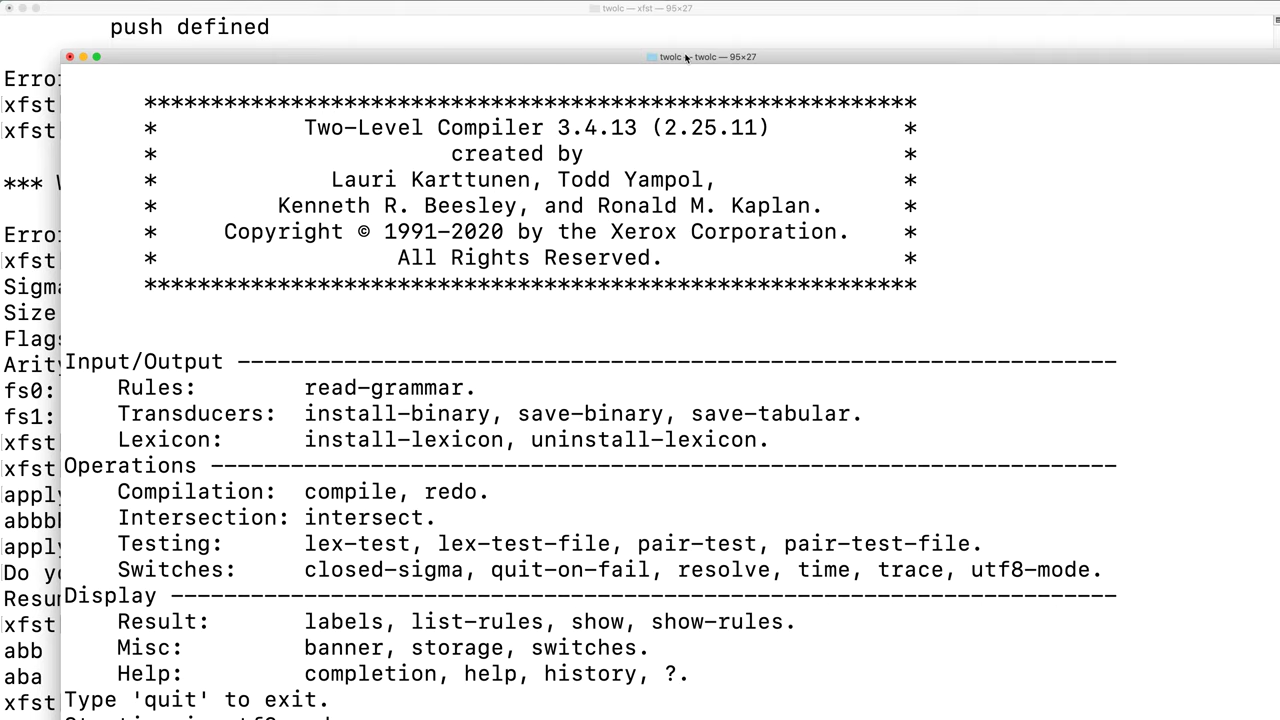 twolc — xfst — 95×27
push defined
twolc — twolc — 95×27
Erro
xfst
xfst
***
Erro
xfst
Sigm
Size
Flag
Arit
fs0:
fs1:
xfst
xfst
appl
abbb
appl
Do y
Resu
xfst
abb
aba
xfst
**********************************************************
* Two-Level Compiler 3.4.13 (2.25.11) *
* created by *
* Lauri Karttunen, Todd Yampol, *
* Kenneth R. Beesley, and Ronald M. Kaplan. *
* Copyright © 1991-2020 by the Xerox Corporation. *
* All Rights Reserved. *
**********************************************************
Input/Output ------------------------------------------------------------------
Rules: read-grammar.
Transducers: install-binary, save-binary, save-tabular.
Lexicon: install-lexicon, uninstall-lexicon.
Operations --------------------------------------------------------------------
Compilation: compile, redo.
Intersection: intersect.
Testing: lex-test, lex-test-file, pair-test, pair-test-file.
Switches: closed-sigma, quit-on-fail, resolve, time, trace, utf8-mode.
Display -----------------------------------------------------------------------
Result: labels, list-rules, show, show-rules.
Misc: banner, storage, switches.
Help: completion, help, history, ?.
Type 'quit' to exit.